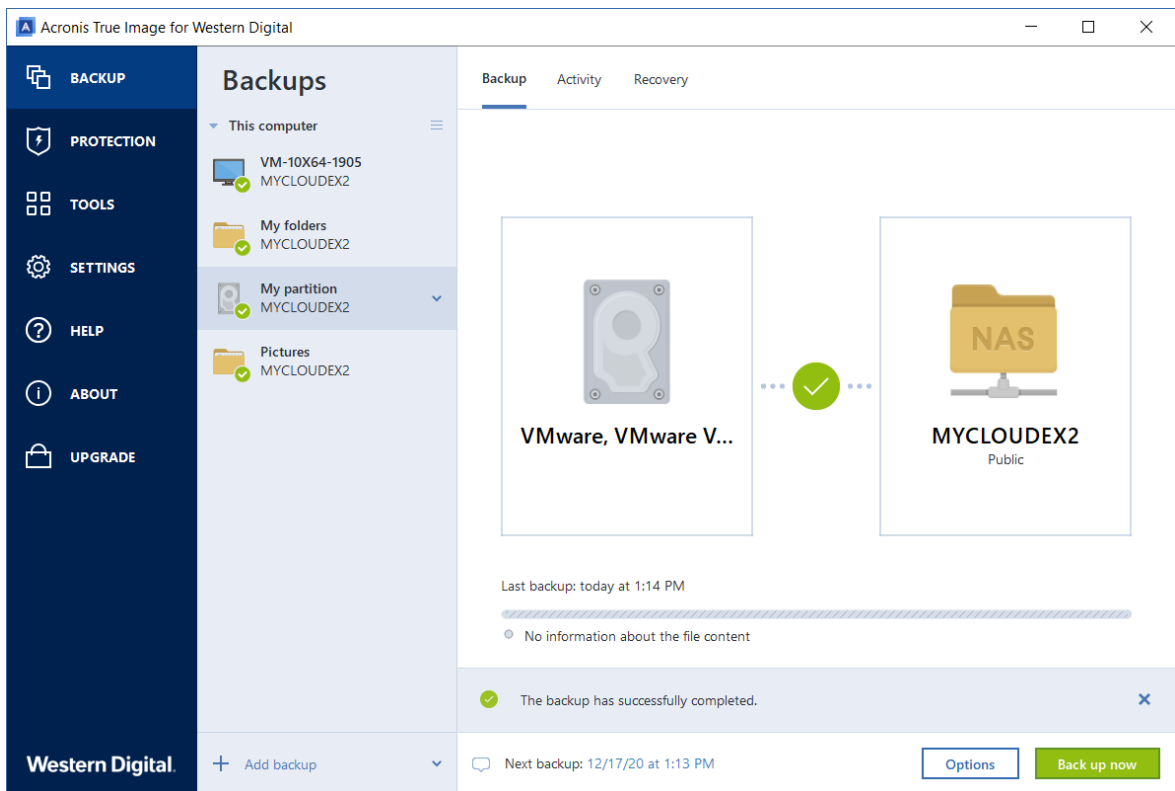 Acronis True Image for Western Digital
BACKUP
PROTECTION
TOOLS
SETTINGS
HELP
ABOUT
UPGRADE
Western Digital.
Backups
This computer
VM-10X64-1905
MYCLOUDEX2
My folders
MYCLOUDEX2
My partition
MYCLOUDEX2
Pictures
MYCLOUDEX2
Add backup
Backup Activity Recovery
VMware, VMware V...
NAS
MYCLOUDEX2
Public
Last backup: today at 1:14 PM
No information about the file content
The backup has successfully completed.
Next backup: 12/17/20 at 1:13 PM
Options
Back up now